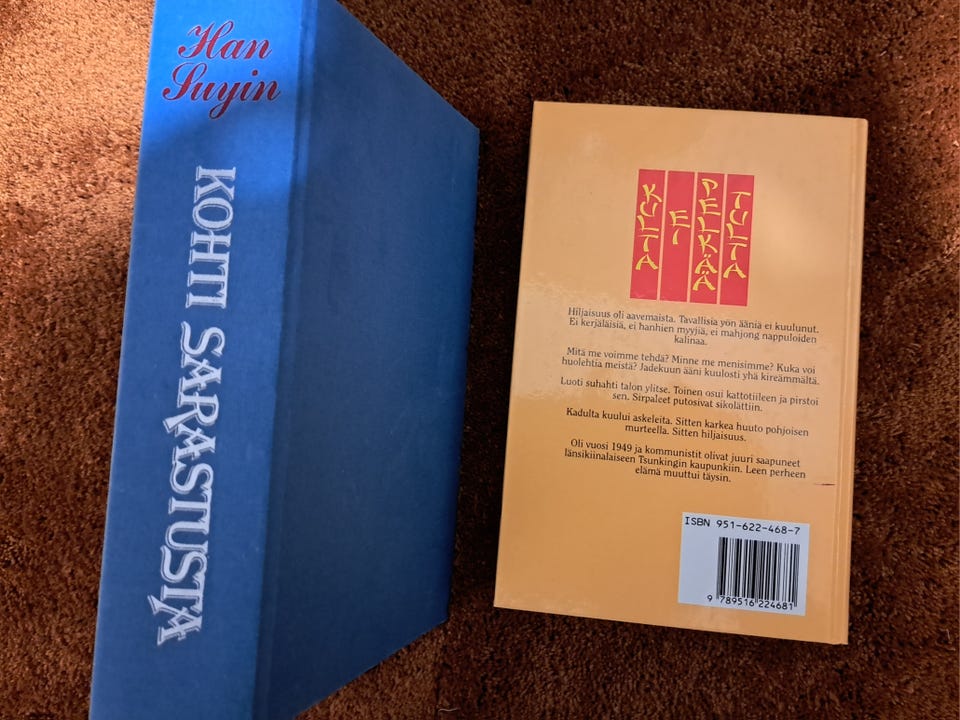 Han
Suyin
KOHTI SARASTUSTA
KULTA
EI
PELKÄÄ
TULTA
Hiljaisuus oli aavemaista. Tavallisia yön ääniä ei kuulunut.
Ei kerjäläisiä, ei hanhien myyjiä, ei mahjong nappuloiden
kalinaa.
Mitä me voimme tehdä? Minne me menisimme? Kuka voi
huolehtia meistä? Jadekuun ääni kuulosti yhä kireämmältä.
Luoti suhahti talon ylitse. Toinen osui kattotiileen ja pirstoi
sen. Sirpaleet putosivat sikolättiin.
Kadulta kuului askeleita. Sitten karkea huuto pohjoisen
murteella. Sitten hiljaisuus.
Oli vuosi 1949 ja kommunistit olivat juuri saapuneet
länsikiinalaiseen Tsunkingin kaupunkiin. Leen perheen
elämä muuttui täysin.
ISBN 951-622-468-7
9 789516 224681